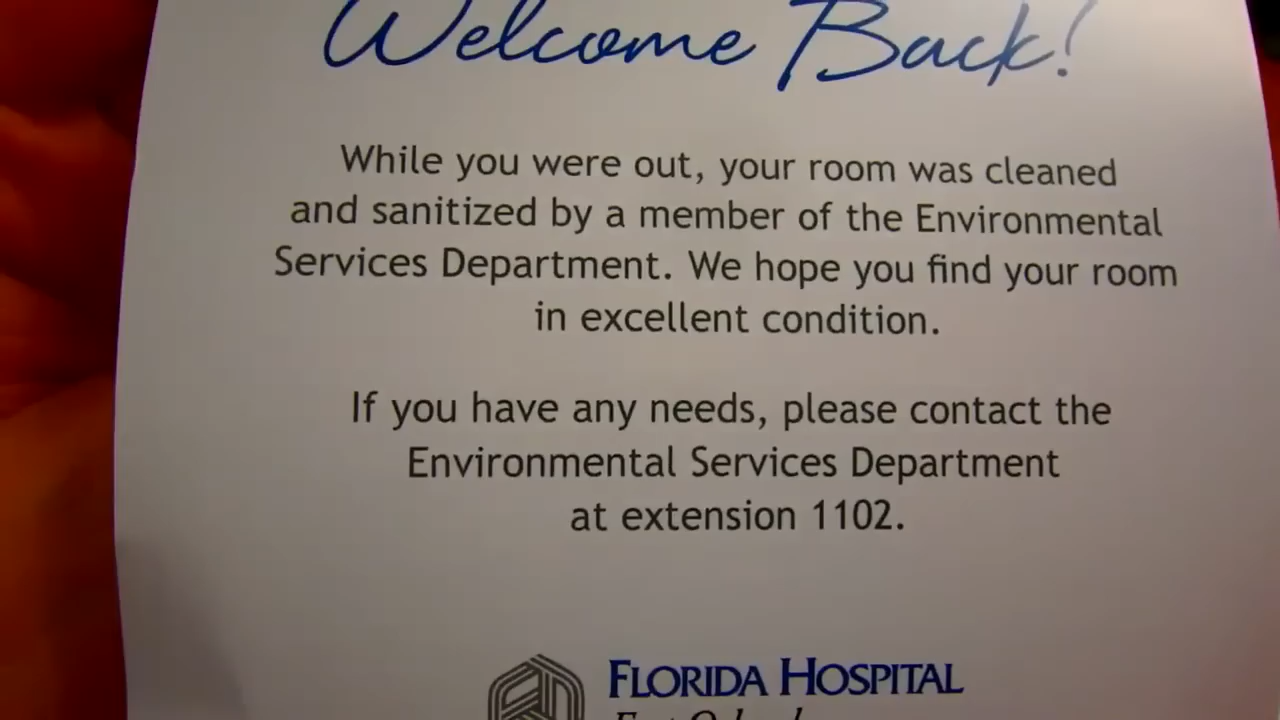 Welcome Back!
While you were out, your room was cleaned
and sanitized by a member of the Environmental
Services Department. We hope you find your room
in excellent condition.
If you have any needs, please contact the
Environmental Services Department
at extension 1102.
FLORIDA HOSPITAL